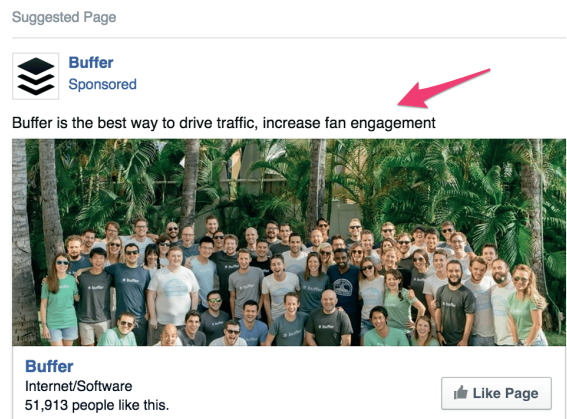 Suggested Page
Buffer
Sponsored
Buffer is the best way to drive traffic, increase fan engagement
Buffer
Internet/Software
51,913 people like this.
Like Page